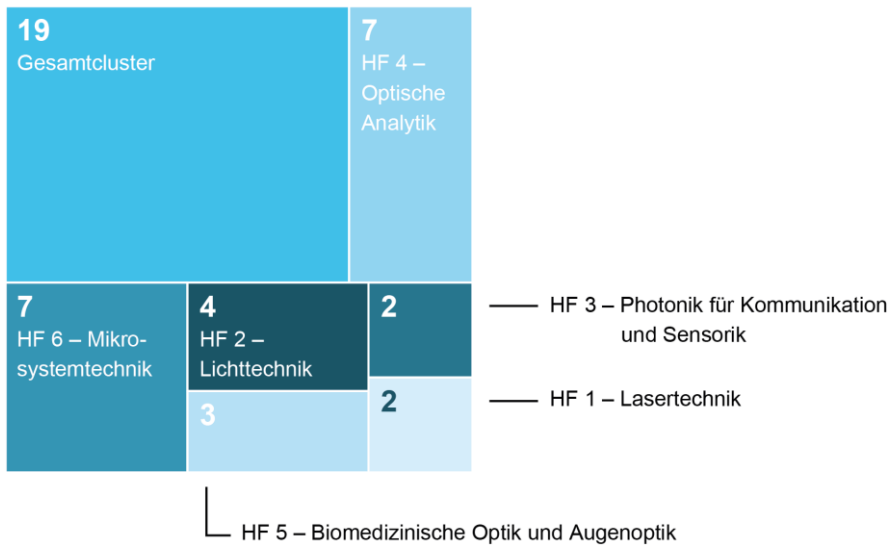 19
Gesamtcluster
7
HF 4 –
Optische
Analytik
7
HF 6 – Mikro-
systemtechnik
4
HF 2 –
Lichttechnik
2
HF 3 – Photonik für Kommunikation
und Sensorik
3
2
HF 1 – Lasertechnik
HF 5 – Biomedizinische Optik und Augenoptik